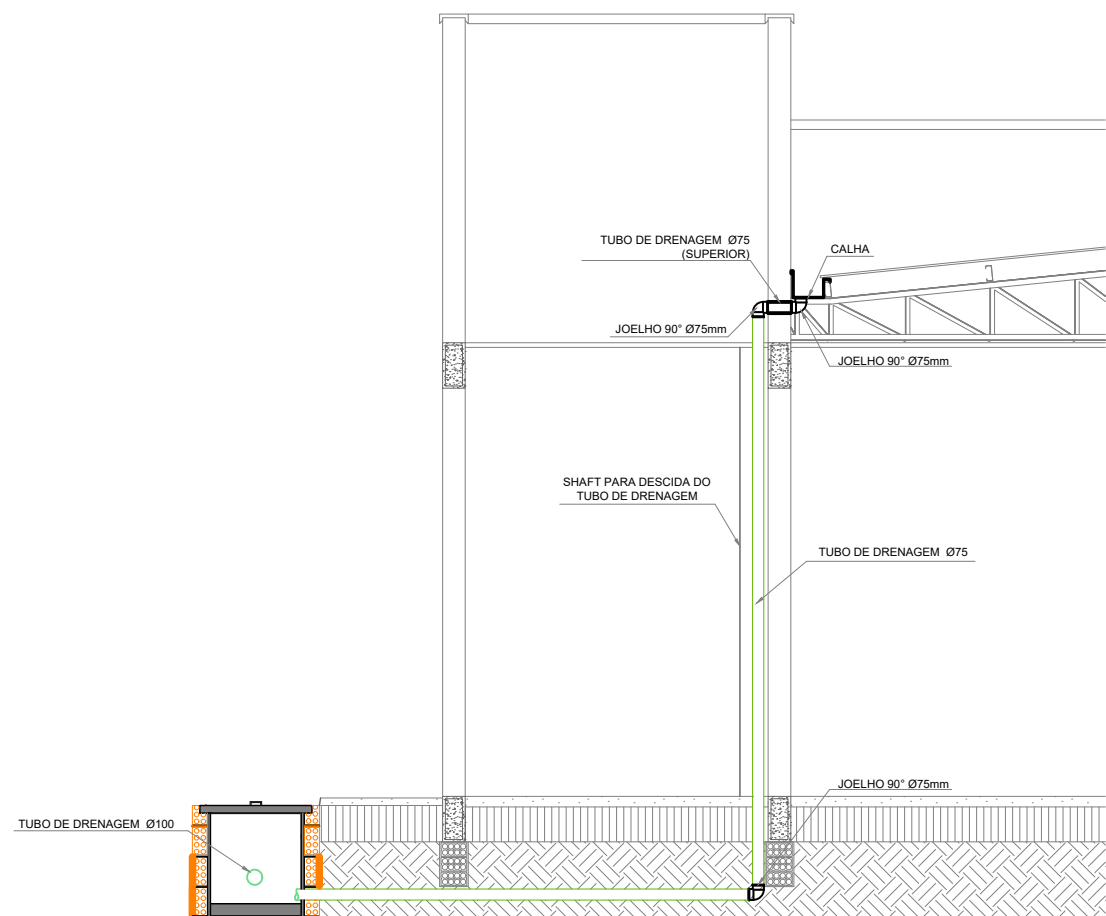 TUBO DE DRENAGEM Ø75
(SUPERIOR)
CALHA
JOELHO 90° Ø75mm
JOELHO 90° Ø75mm
SHAFT PARA DESCIDA DO
TUBO DE DRENAGEM
TUBO DE DRENAGEM Ø75
JOELHO 90° Ø75mm
TUBO DE DRENAGEM Ø100